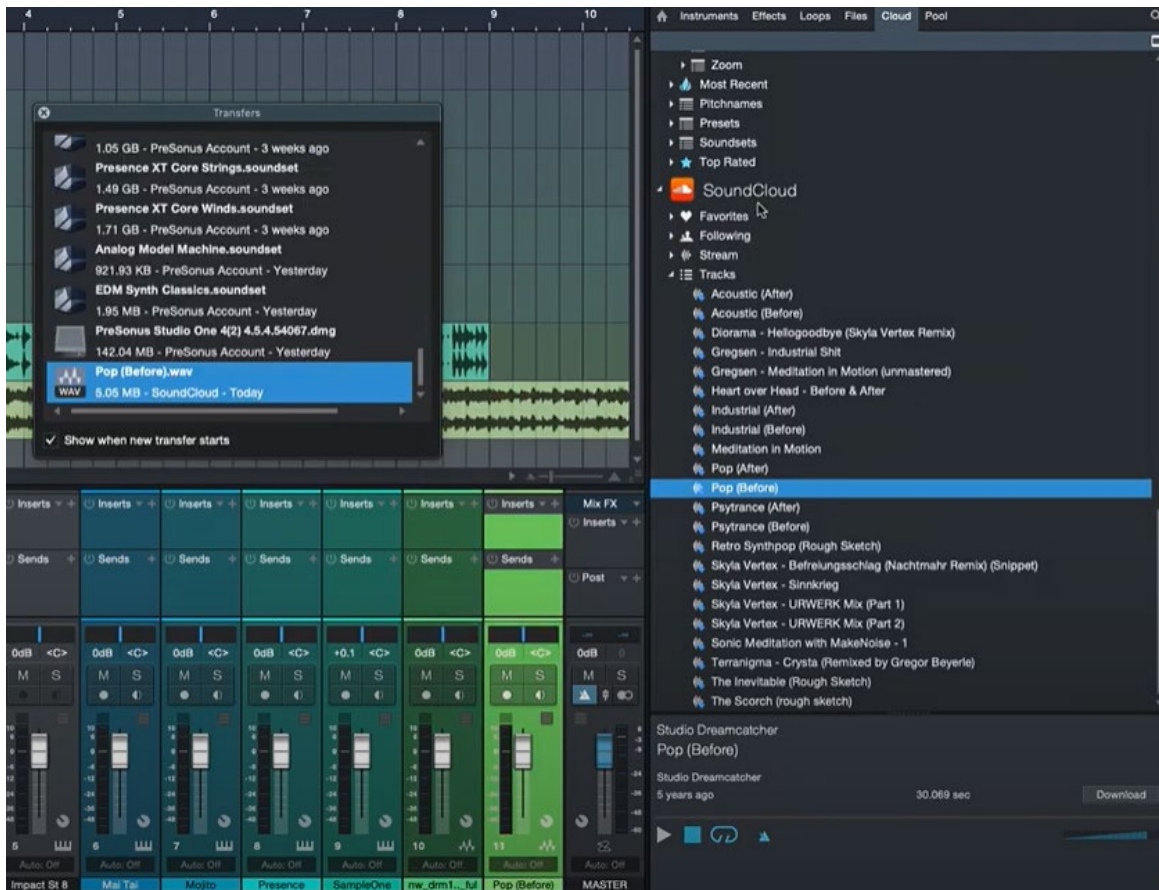 4 5 6 7 8 9 10
Instruments Effects Loops Files Cloud Pool
Zoom
Most Recent
Pitchnames
Presets
Soundsets
Top Rated
SoundCloud
Favorites
Following
Stream
Tracks
Acoustic (After)
Acoustic (Before)
Diorama - Hellogoodbye (Skyla Vertex Remix)
Gregsen - Industrial Shit
Gregsen - Meditation in Motion (unmastered)
Heart over Head - Before & After
Industrial (After)
Industrial (Before)
Meditation in Motion
Pop (After)
Pop (Before)
Psytrance (After)
Psytrance (Before)
Retro Synthpop (Rough Sketch)
Skyla Vertex - Befreiungsschlag (Nachtmahr Remix) (Snippet)
Skyla Vertex - Sinnkrieg
Skyla Vertex - URWERK Mix (Part 1)
Skyla Vertex - URWERK Mix (Part 2)
Sonic Meditation with MakeNoise - 1
Terranigma - Crysta (Remixed by Gregor Beyerle)
The Inevitable (Rough Sketch)
The Scorch (rough sketch)
Studio Dreamcatcher
Pop (Before)
Studio Dreamcatcher
5 years ago 30.069 sec Download
Transfers
1.05 GB - PreSonus Account - 3 weeks ago
Presence XT Core Strings.soundset
1.49 GB - PreSonus Account - 3 weeks ago
Presence XT Core Winds.soundset
1.71 GB - PreSonus Account - 3 weeks ago
Analog Model Machine.soundset
921.93 KB - PreSonus Account - Yesterday
EDM Synth Classics.soundset
1.95 MB - PreSonus Account - Yesterday
PreSonus Studio One 4(2) 4.5.4.54067.dmg
142.04 MB - PreSonus Account - Yesterday
Pop (Before).wav
WAV 5.05 MB - SoundCloud - Today
Show when new transfer starts
Inserts Inserts Inserts Inserts Inserts Inserts Inserts Mix FX
Inserts
Sends Sends Sends Sends Sends Sends Sends
Post
0dB <C> 0dB <C> 0dB <C> 0dB <C> +0.1 <C> 0dB <C> 0dB <C> 0dB 0
M S M S M S M S M S M S M S M S
5 6 7 8 9 10 11
Auto: Off Auto: Off Auto: Off Auto: Off Auto: Off Auto: Off Auto: Off Auto: Off
Impact St 8 Mai Tai Mojito Presence SampleOne nw_drm1.._ful Pop (Before) MASTER